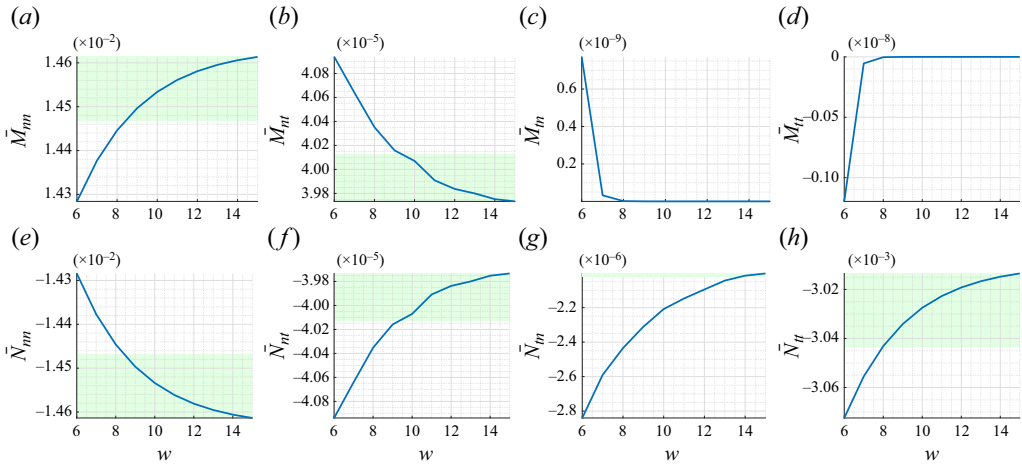 (a) (b) (c) (d)
(×10⁻²) (×10⁻⁵) (×10⁻⁹) (×10⁻⁸)
M̄nn
1.46
1.45
1.44
1.43
6 8 10 12 14
M̄nt
4.08
4.06
4.04
4.02
4.00
3.98
6 8 10 12 14
M̄tn
0.6
0.4
0.2
6 8 10 12 14
M̄tt
0
−0.05
−0.10
6 8 10 12 14
(e) (f) (g) (h)
(×10⁻²) (×10⁻⁵) (×10⁻⁶) (×10⁻³)
N̄nn
−1.43
−1.44
−1.45
−1.46
6 8 10 12 14
w
N̄nt
−3.98
−4.00
−4.02
−4.04
−4.06
−4.08
6 8 10 12 14
w
N̄tn
−2.2
−2.4
−2.6
−2.8
6 8 10 12 14
w
N̄tt
−3.02
−3.04
−3.06
6 8 10 12 14
w